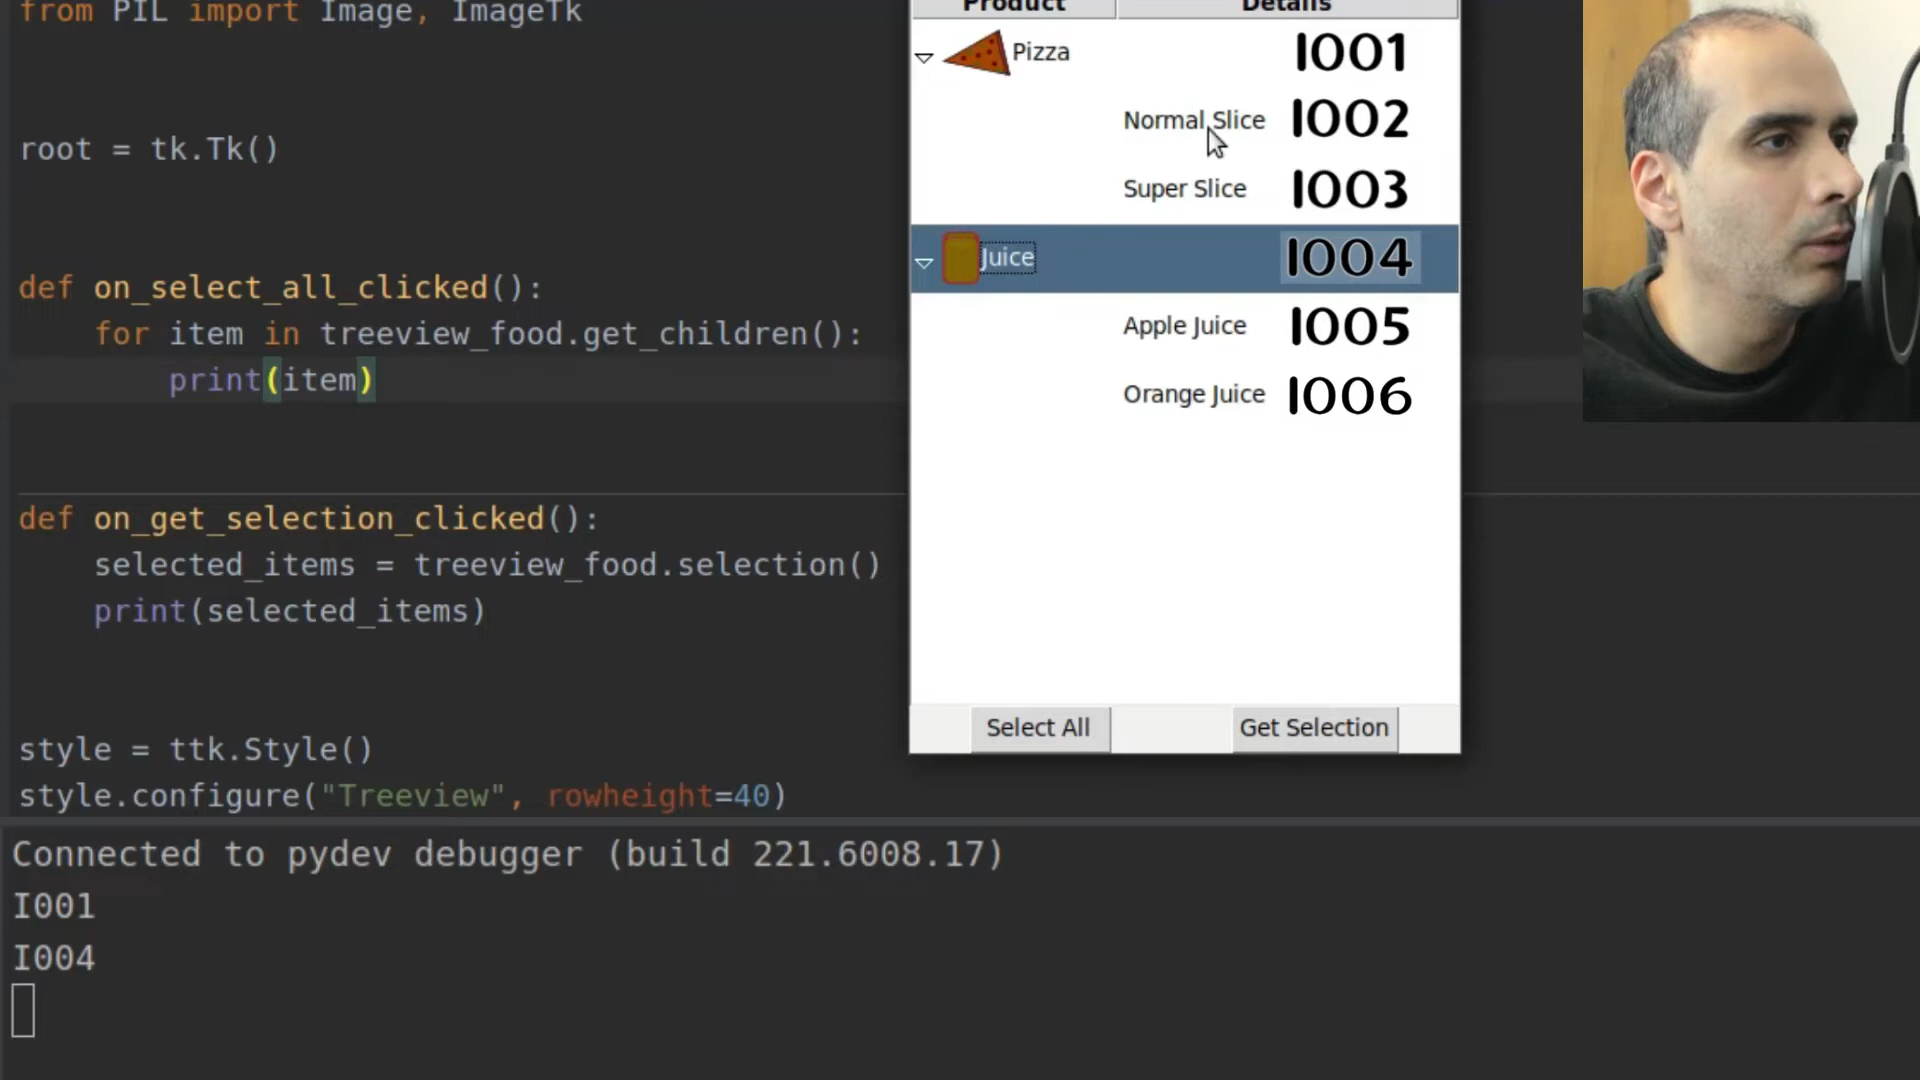 from PIL import Image, ImageTk
root = tk.Tk()
def on_select_all_clicked():
for item in treeview_food.get_children():
print(item)
def on_get_selection_clicked():
selected_items = treeview_food.selection()
print(selected_items)
style = ttk.Style()
style.configure("Treeview", rowheight=40)
Product Details
Pizza I001
Normal Slice I002
Super Slice I003
Juice I004
Apple Juice I005
Orange Juice I006
Select All Get Selection
Connected to pydev debugger (build 221.6008.17)
I001
I004